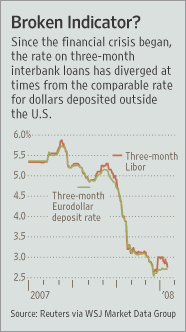 Broken Indicator?
Since the financial crisis began,
the rate on three-month
interbank loans has diverged at
times from the comparable rate
for dollars deposited outside
the U.S.
6.0%
5.5
5.0
4.5
4.0
3.5
3.0
2.5
Three-month
Libor
Three-month
Eurodollar
deposit rate
2007
'08
Source: Reuters via WSJ Market Data Group